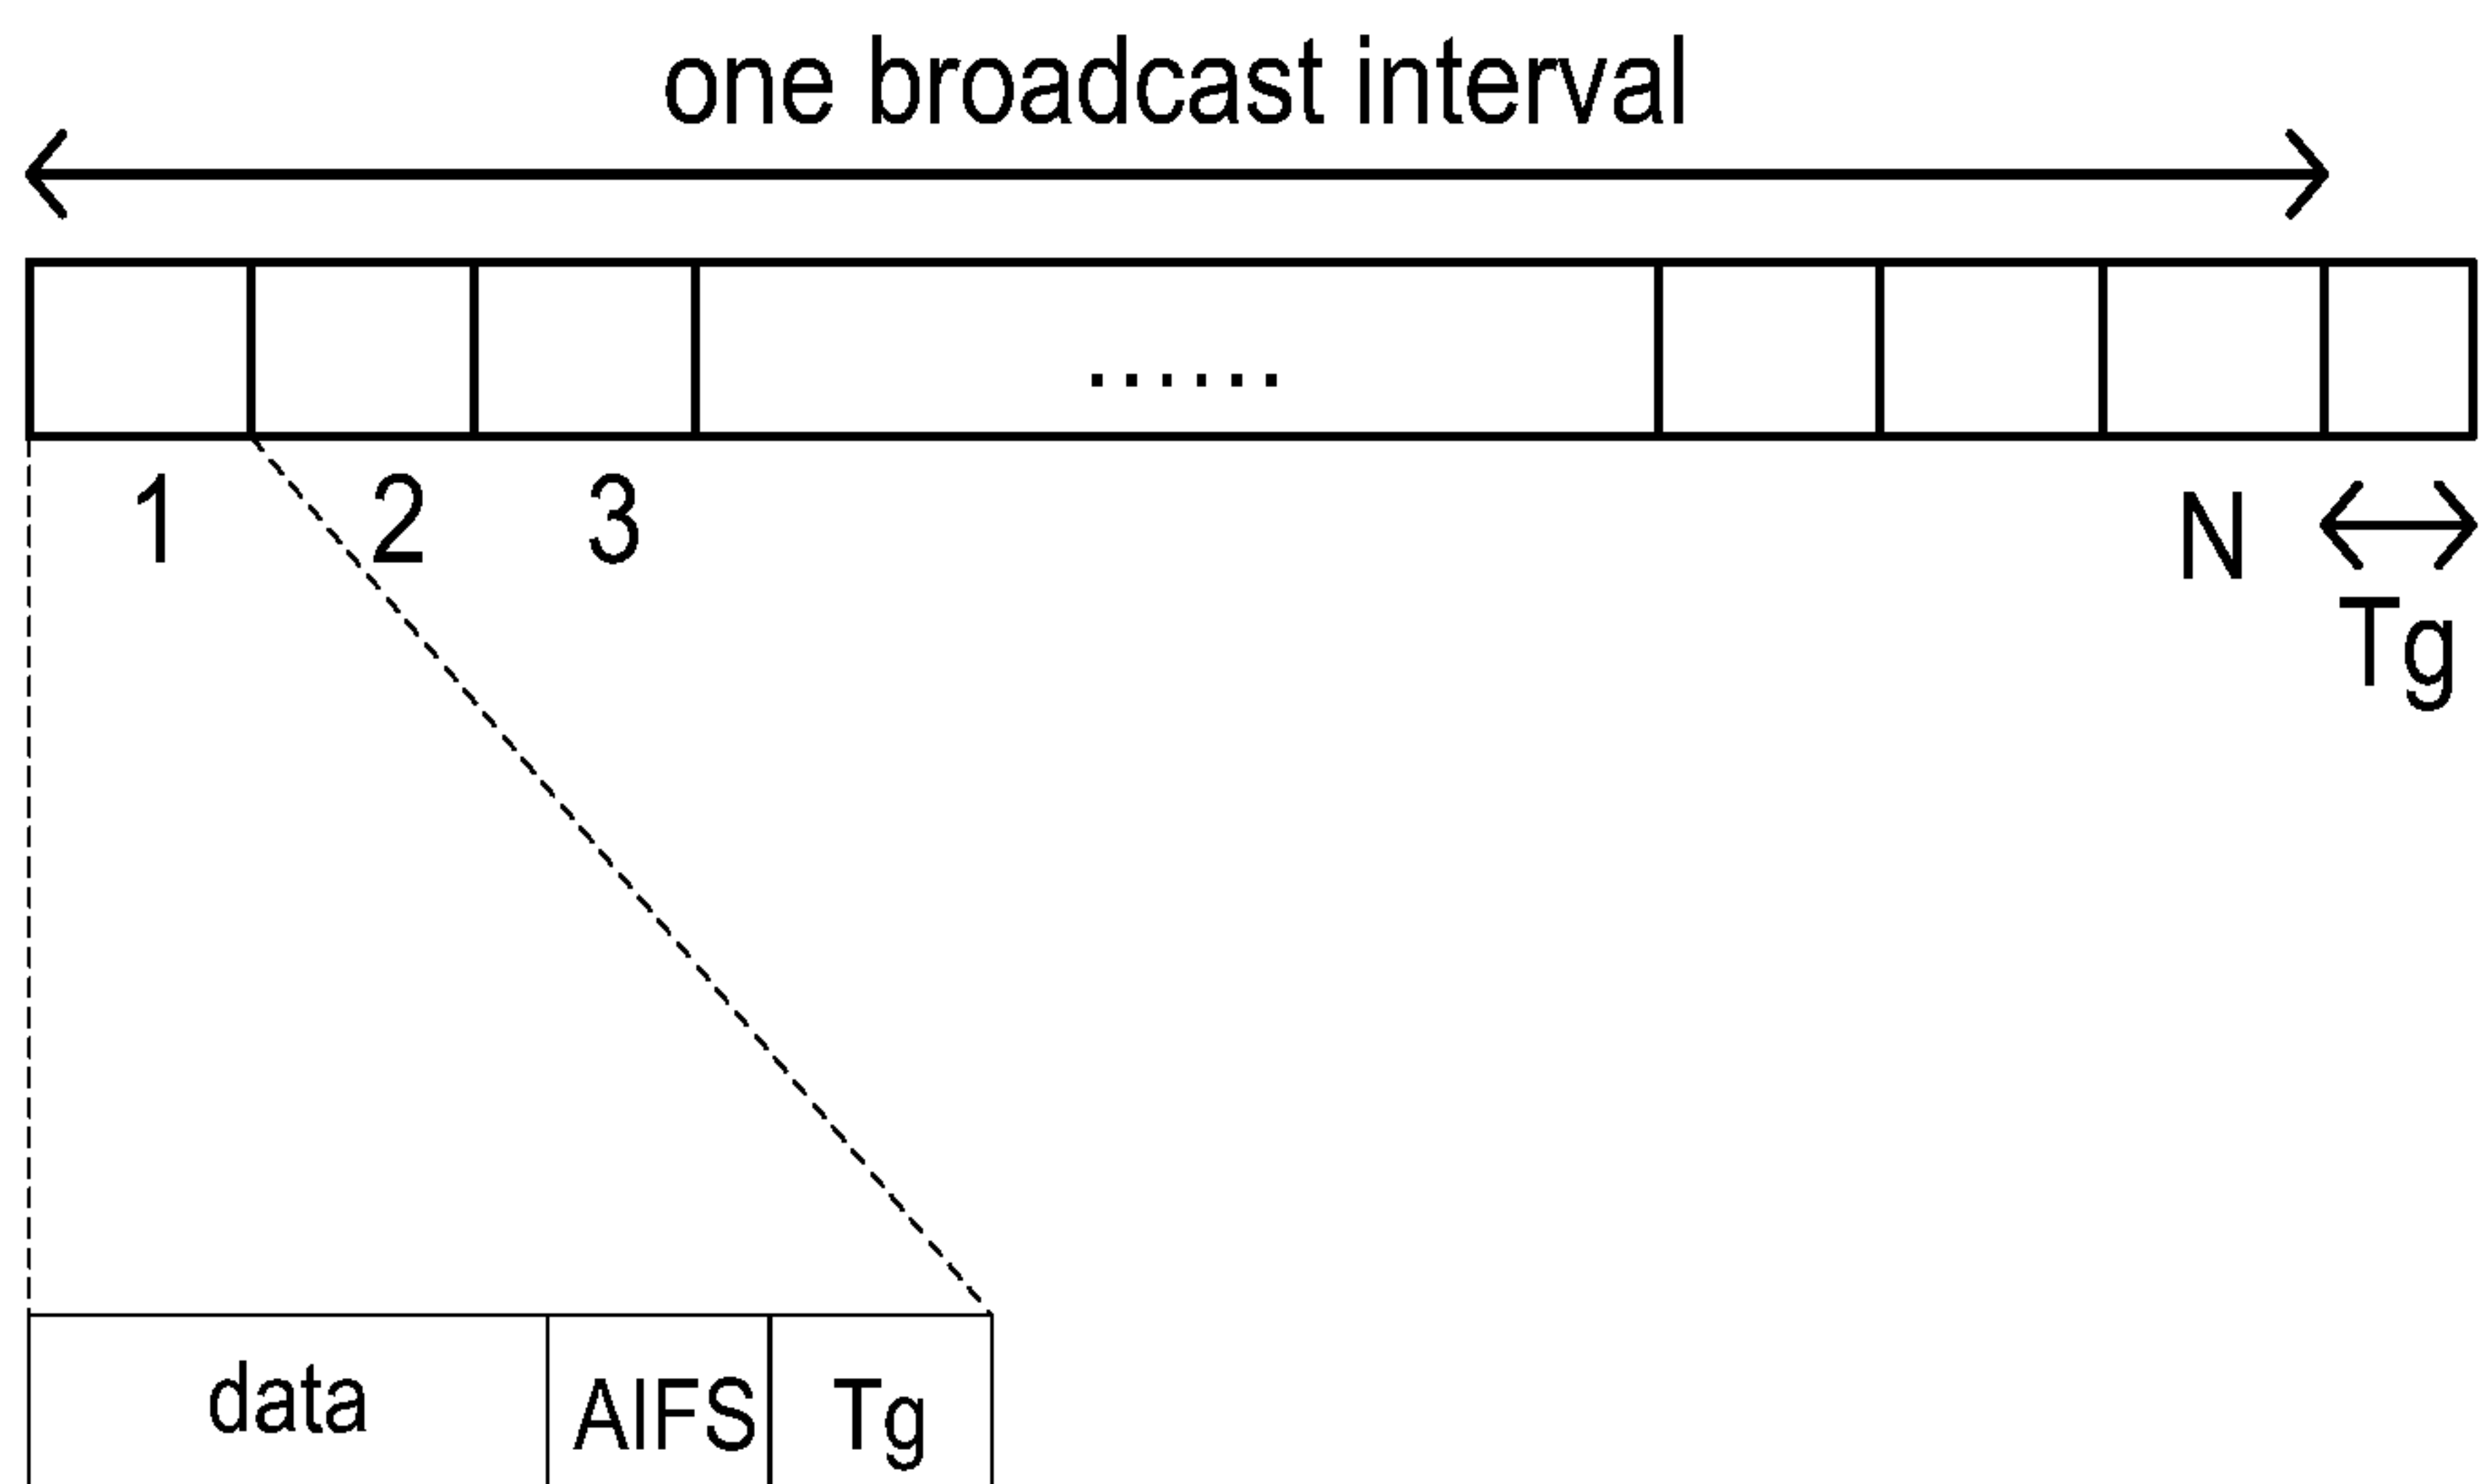 one broadcast interval
......
1 2 3 N
Tg
data AIFS Tg